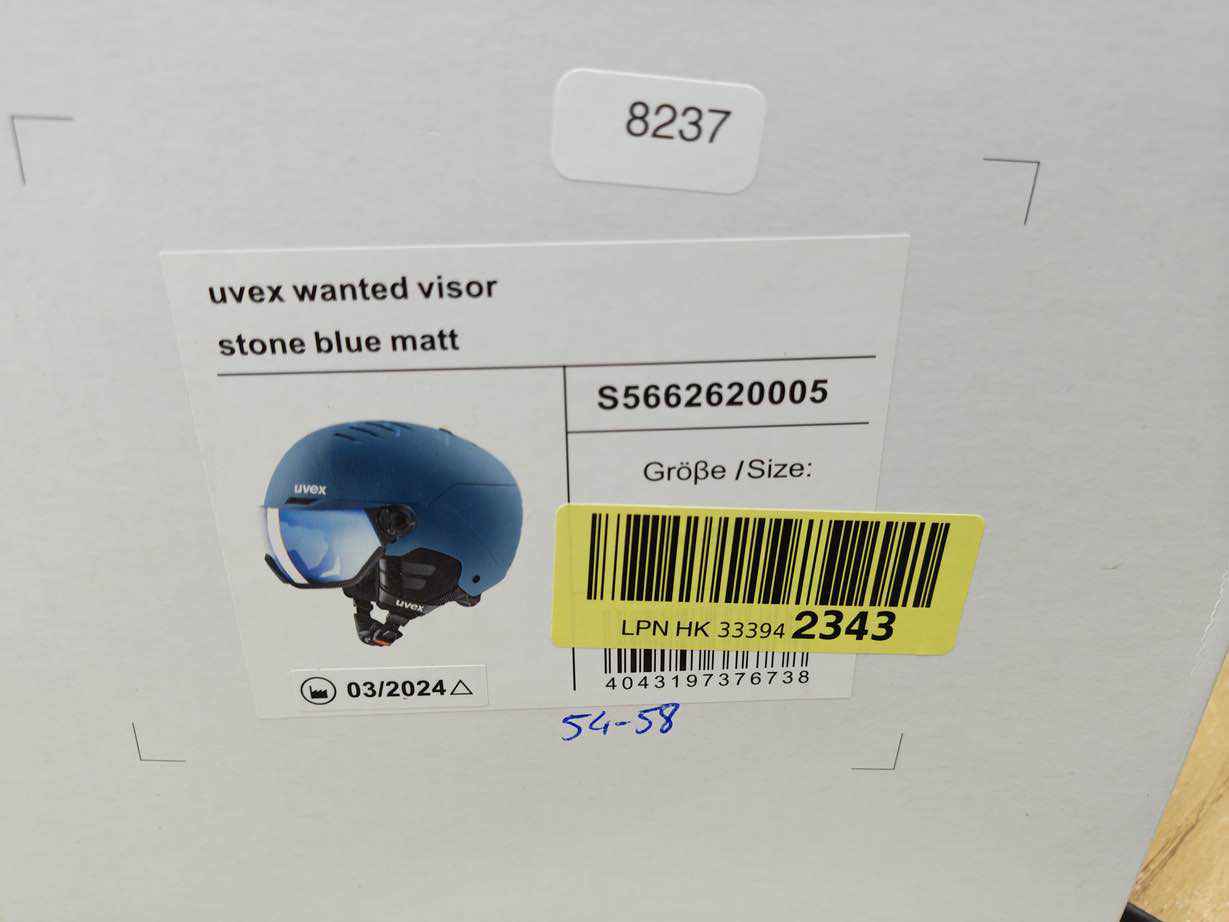 8237
uvex wanted visor
stone blue matt
S5662620005
Größe /Size:
uvex
uvex
LPN HK 33394 2343
4043197376738
03/2024
54-58